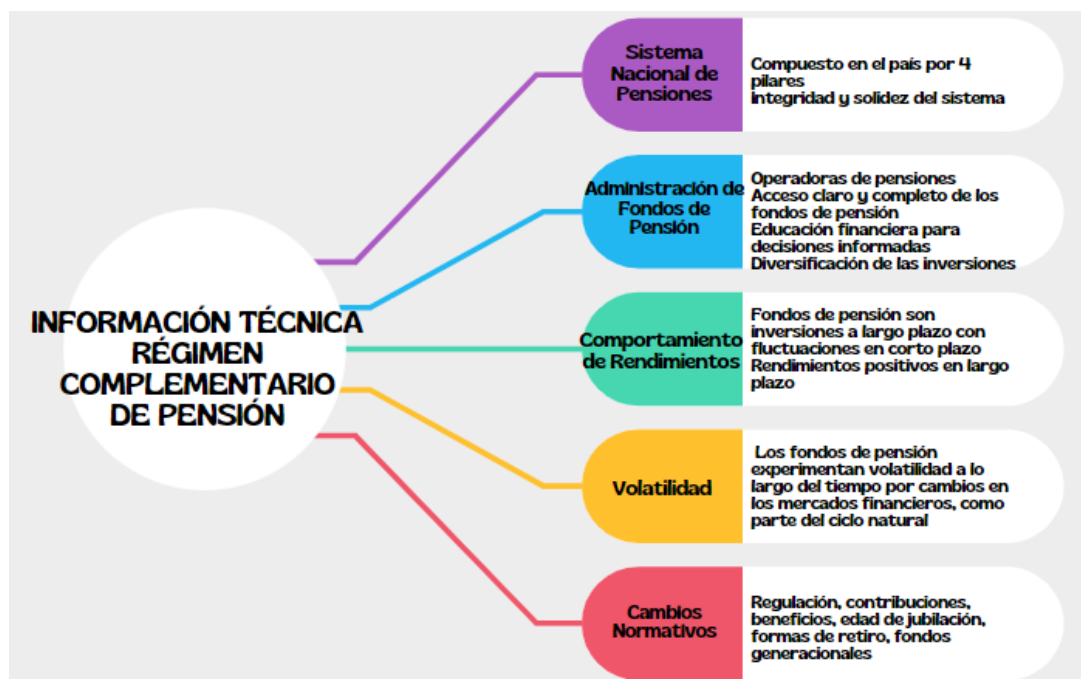 INFORMACIÓN TÉCNICA
RÉGIMEN
COMPLEMENTARIO
DE PENSIÓN
Sistema
Nacional de
Pensiones
Compuesto en el país por 4
pilares
integridad y solidez del sistema
Administración de
Fondos de
Pensión
Operadoras de pensiones
Acceso claro y completo de los
fondos de pensión
Educación financiera para
decisiones informadas
Diversificación de las inversiones
Comportamiento
de Rendimientos
Fondos de pensión son
inversiones a largo plazo con
fluctuaciones en corto plazo
Rendimientos positivos en largo
plazo
Volatilidad
Los fondos de pensión
experimentan volatilidad a lo
largo del tiempo por cambios en
los mercados financieros, como
parte del ciclo natural
Cambios
Normativos
Regulación, contribuciones,
beneficios, edad de jubilación,
formas de retiro, fondos
generacionales